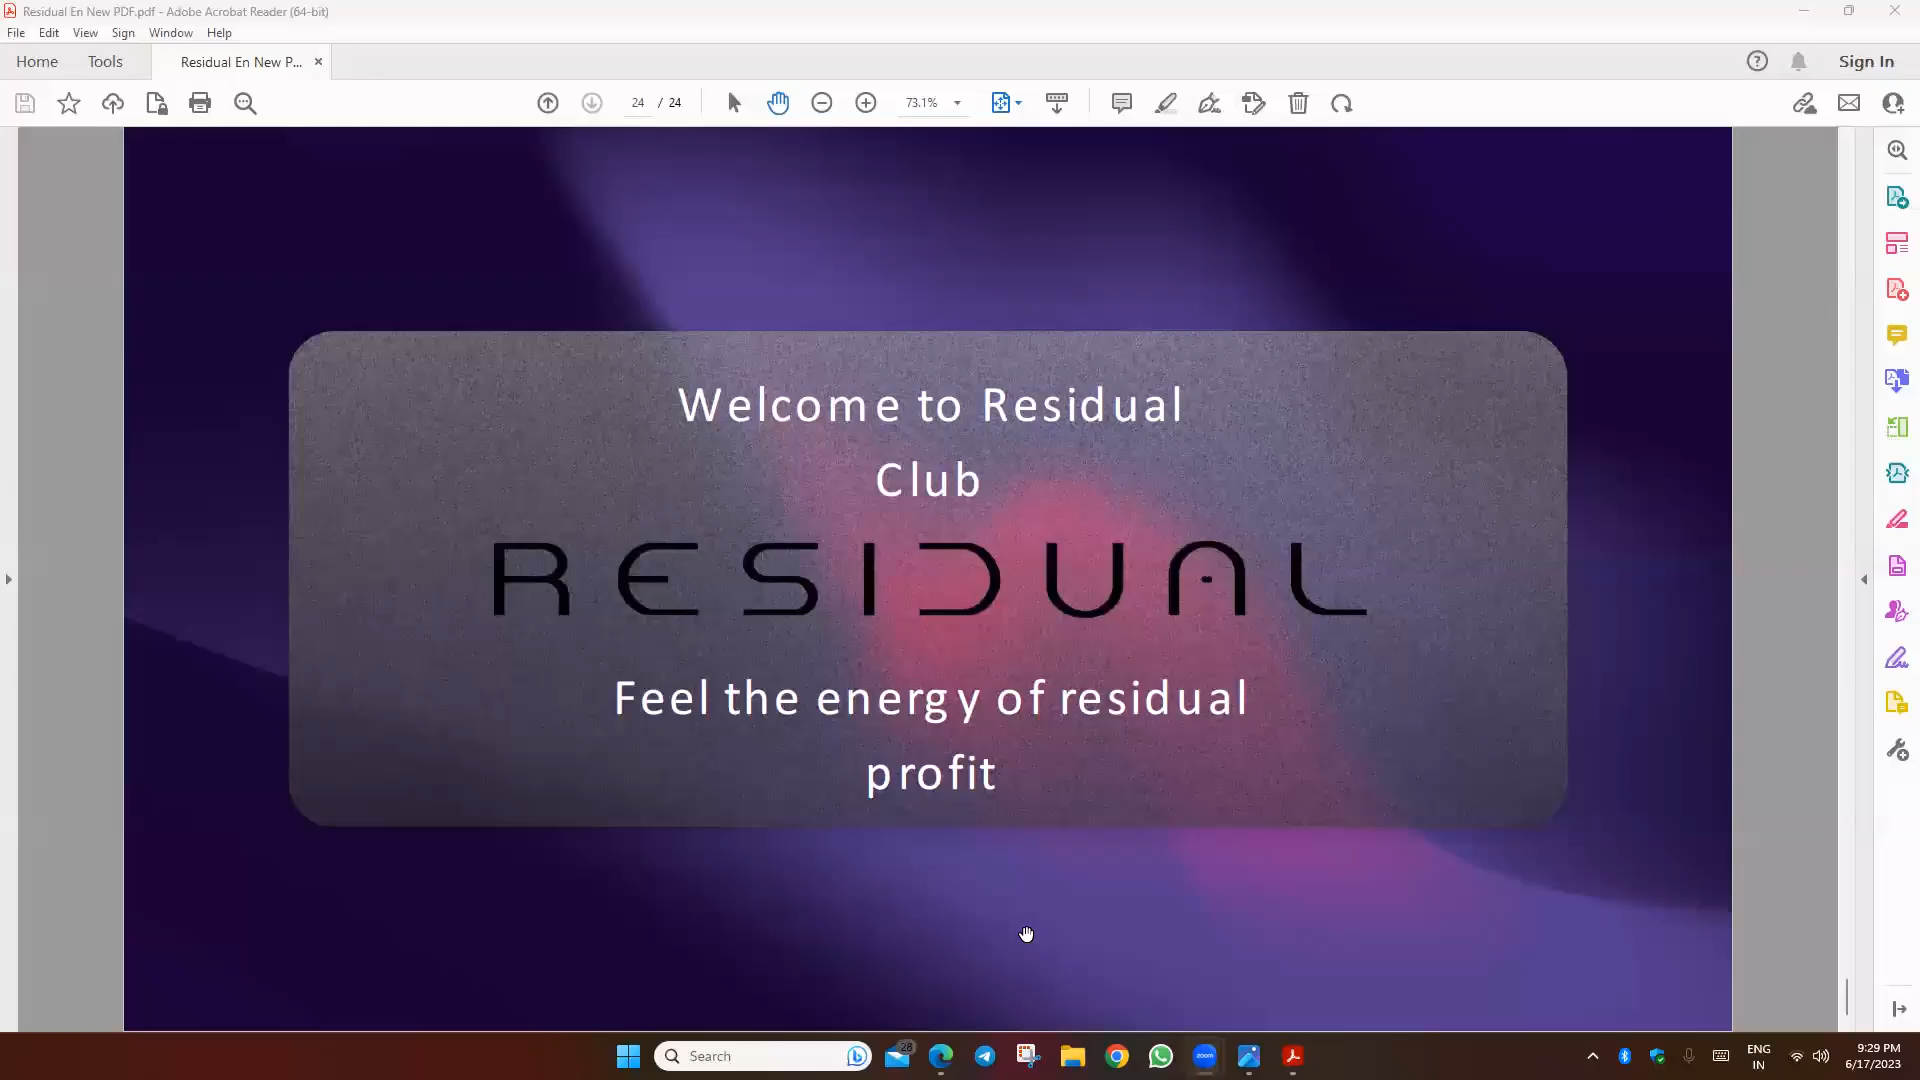 Residual En New PDF.pdf - Adobe Acrobat Reader (64-bit)
File Edit View Sign Window Help
Home Tools Residual En New P... Sign In
24 / 24 73.1%
Welcome to Residual
Club
RESIDUAL
Feel the energy of residual
profit
Search 28 zoom ENG
IN 9:29 PM
6/17/2023